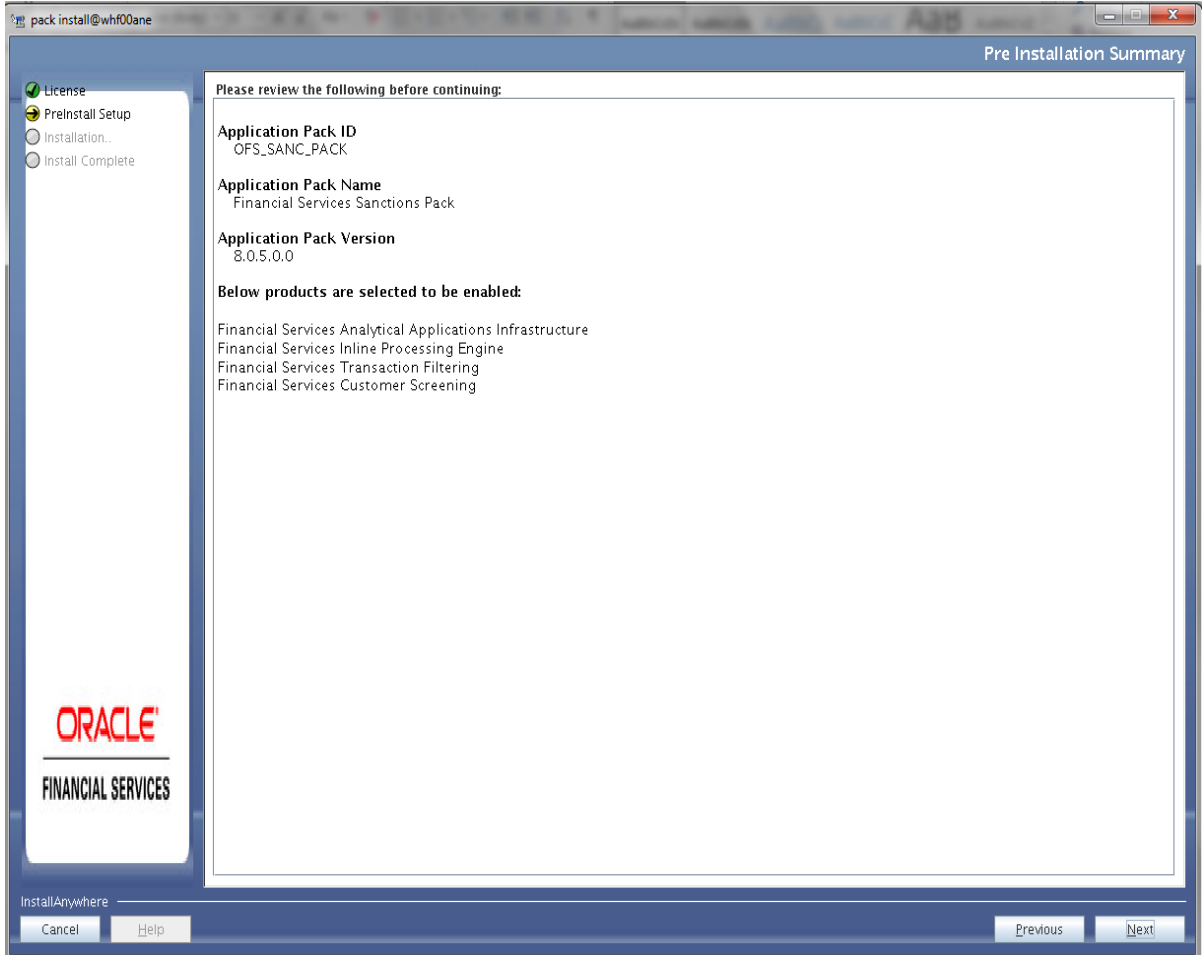 pack install@whf00ane
Pre Installation Summary
License
PreInstall Setup
Installation..
Install Complete
Please review the following before continuing:
Application Pack ID
OFS_SANC_PACK
Application Pack Name
Financial Services Sanctions Pack
Application Pack Version
8.0.5.0.0
Below products are selected to be enabled:
Financial Services Analytical Applications Infrastructure
Financial Services Inline Processing Engine
Financial Services Transaction Filtering
Financial Services Customer Screening
ORACLE
FINANCIAL SERVICES
InstallAnywhere
Cancel
Help
Previous
Next